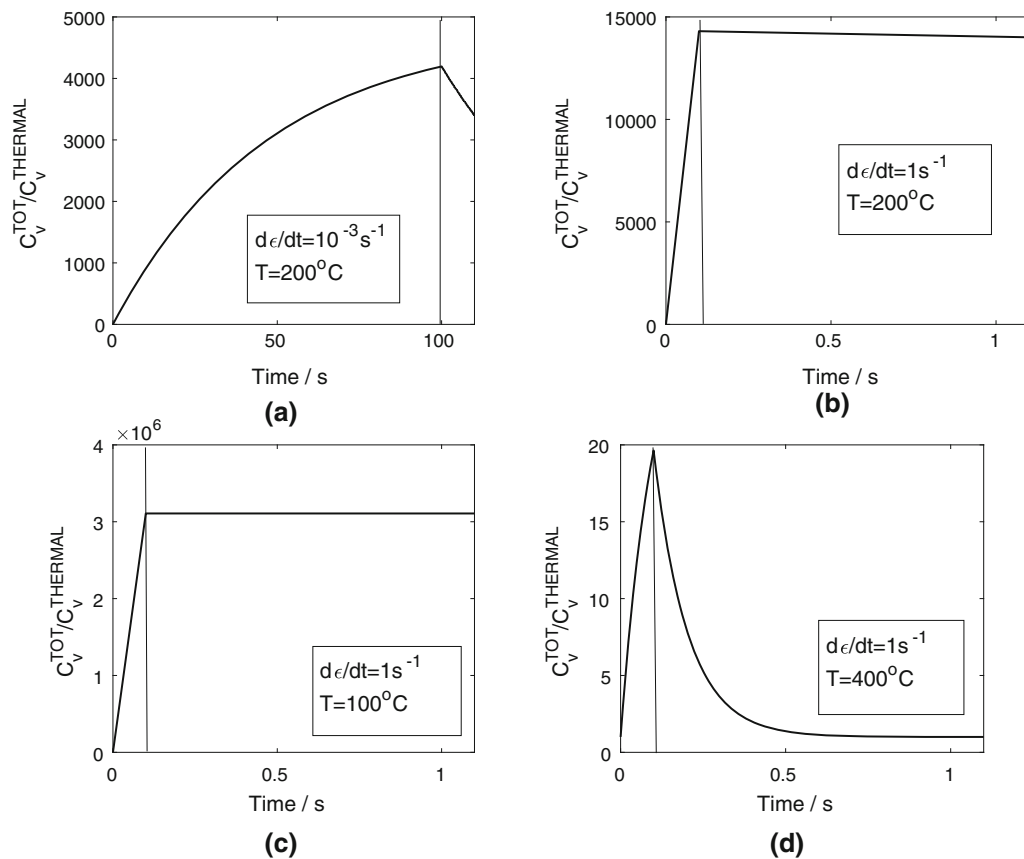 5000
4000
3000
2000
1000
0
0 50 100
C_v^TOT/C_v^THERMAL
Time / s
dϵ/dt=10^-3 s^-1
T=200°C
(a)
15000
10000
5000
0
0 0.5 1
C_v^TOT/C_v^THERMAL
Time / s
dϵ/dt=1s^-1
T=200°C
(b)
×10^6
4
3
2
1
0
0 0.5 1
C_v^TOT/C_v^THERMAL
Time / s
dϵ/dt=1s^-1
T=100°C
(c)
20
15
10
5
0
0 0.5 1
C_v^TOT/C_v^THERMAL
Time / s
dϵ/dt=1s^-1
T=400°C
(d)